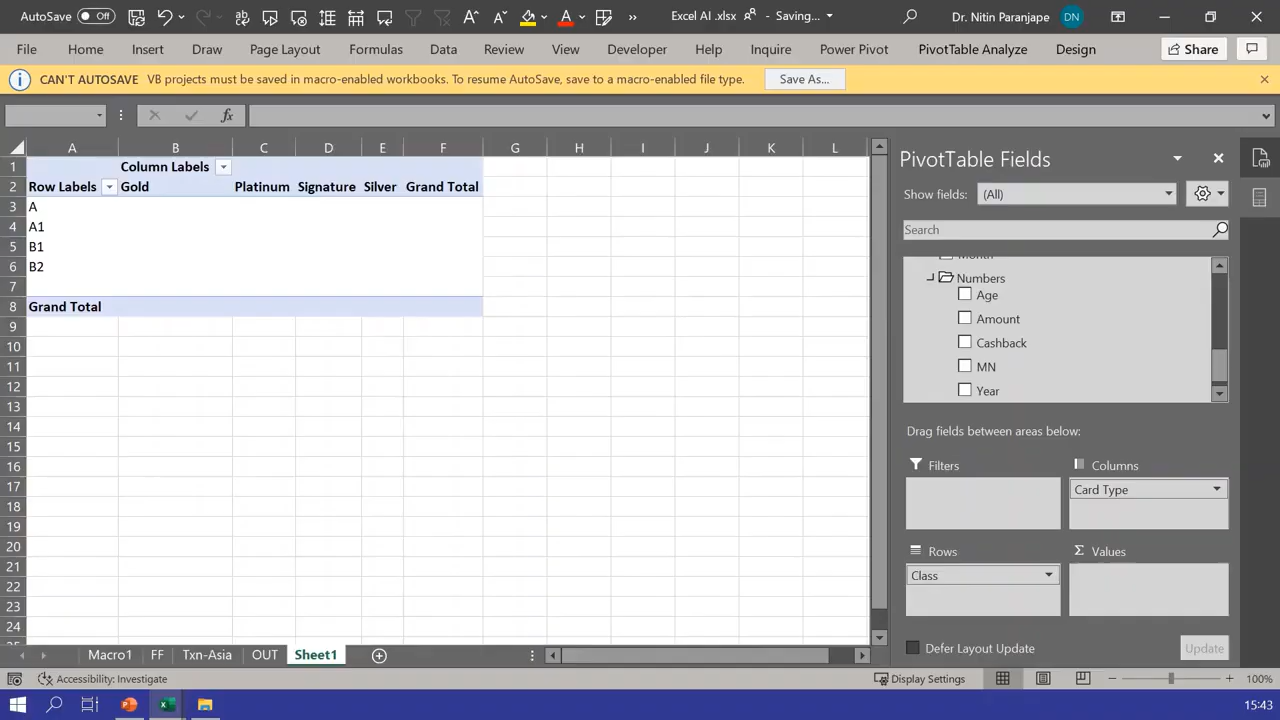 AutoSave Off Excel AI .xlsx - Saving... Dr. Nitin Paranjape DN
File Home Insert Draw Page Layout Formulas Data Review View Developer Help Inquire Power Pivot PivotTable Analyze Design Share
CAN'T AUTOSAVE VB projects must be saved in macro-enabled workbooks. To resume AutoSave, save to a macro-enabled file type. Save As...
fx
A B C D E F G H I J K L
1 Column Labels
2 Row Labels Gold Platinum Signature Silver Grand Total
3 A
4 A1
5 B1
6 B2
7
8 Grand Total
9
10
11
12
13
14
15
16
17
18
19
20
21
22
23
24
PivotTable Fields
Show fields: (All)
Search
Numbers
Age
Amount
Cashback
MN
Year
Drag fields between areas below:
Filters Columns
Card Type
Rows Σ Values
Class
Defer Layout Update Update
Macro1 FF Txn-Asia OUT Sheet1
Accessibility: Investigate Display Settings 100%
15:43